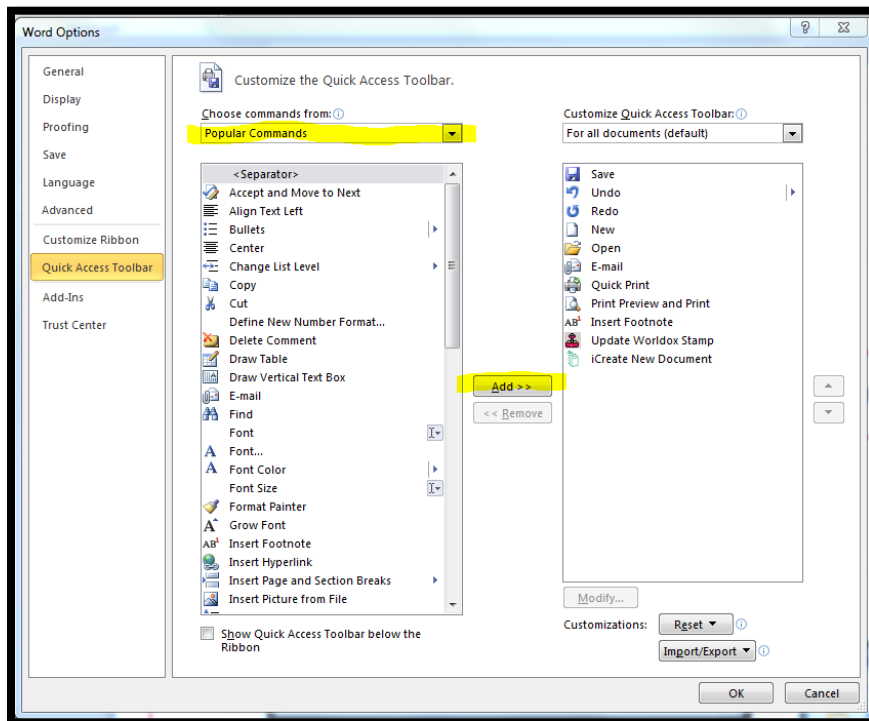 Word Options
General
Display
Proofing
Save
Language
Advanced
Customize Ribbon
Quick Access Toolbar
Add-Ins
Trust Center
Customize the Quick Access Toolbar.
Choose commands from:
Popular Commands
<Separator>
Accept and Move to Next
Align Text Left
Bullets
Center
Change List Level
Copy
Cut
Define New Number Format...
Delete Comment
Draw Table
Draw Vertical Text Box
E-mail
Find
Font
Font...
Font Color
Font Size
Format Painter
Grow Font
Insert Footnote
Insert Hyperlink
Insert Page and Section Breaks
Insert Picture from File
Show Quick Access Toolbar below the
Ribbon
Add >>
<< Remove
Customize Quick Access Toolbar:
For all documents (default)
Save
Undo
Redo
New
Open
E-mail
Quick Print
Print Preview and Print
AB¹ Insert Footnote
Update Worldox Stamp
iCreate New Document
Modify...
Customizations:
Reset
Import/Export
OK
Cancel